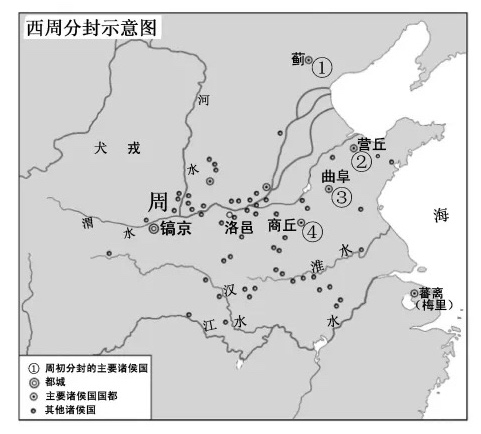 西周分封示意图
蓟
①
河
犬戎
营丘
②
水
曲阜
③
周
渭
水
镐京
洛邑
商丘
④
海
淮
水
汉
水
蕃离
(梅里)
江
水
① 周初分封的主要诸侯国
都城
主要诸侯国国都
其他诸侯国